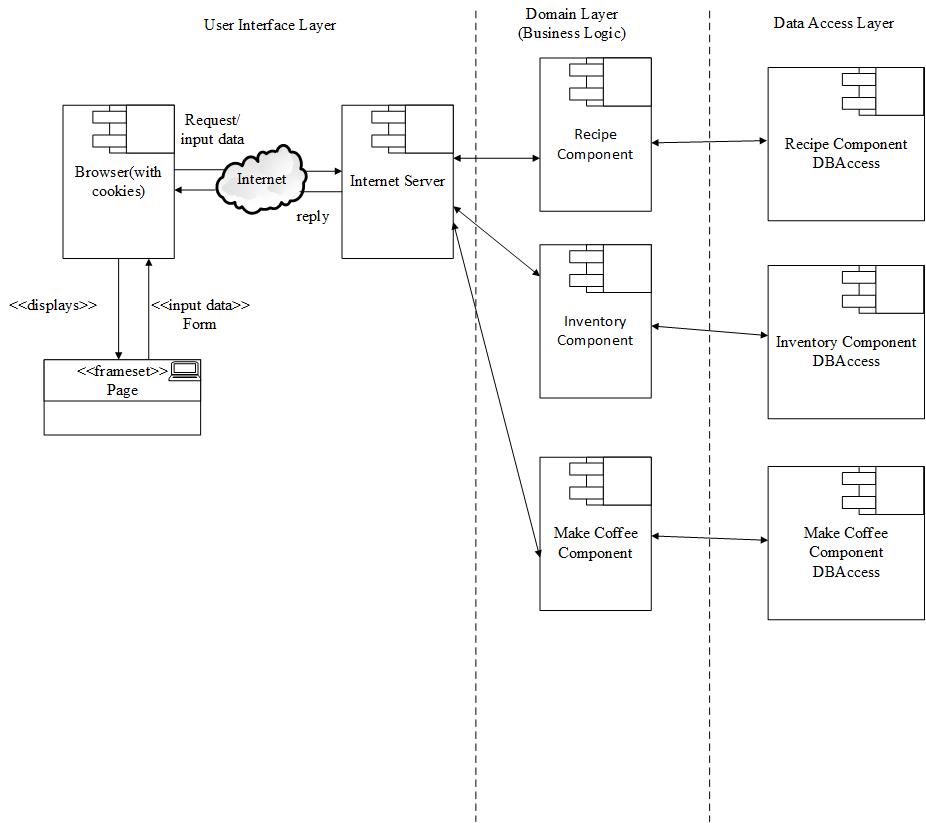 User Interface Layer
Domain Layer
(Business Logic)
Data Access Layer
Request/
input data
Browser(with
cookies)
Internet
Internet Server
reply
<<displays>>
<<input data>>
Form
<<frameset>>
Page
Recipe
Component
Recipe Component
DBAccess
Inventory
Component
Inventory Component
DBAccess
Make Coffee
Component
Make Coffee
Component
DBAccess